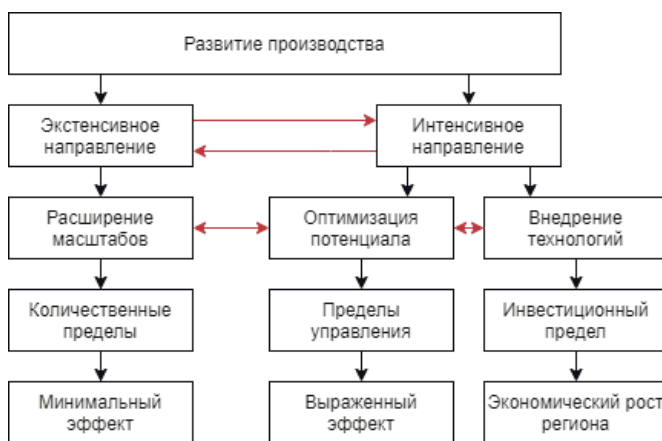 Развитие производства
Экстенсивное
направление
Интенсивное
направление
Расширение
масштабов
Оптимизация
потенциала
Внедрение
технологий
Количественные
пределы
Пределы
управления
Инвестиционный
предел
Минимальный
эффект
Выраженный
эффект
Экономический рост
региона